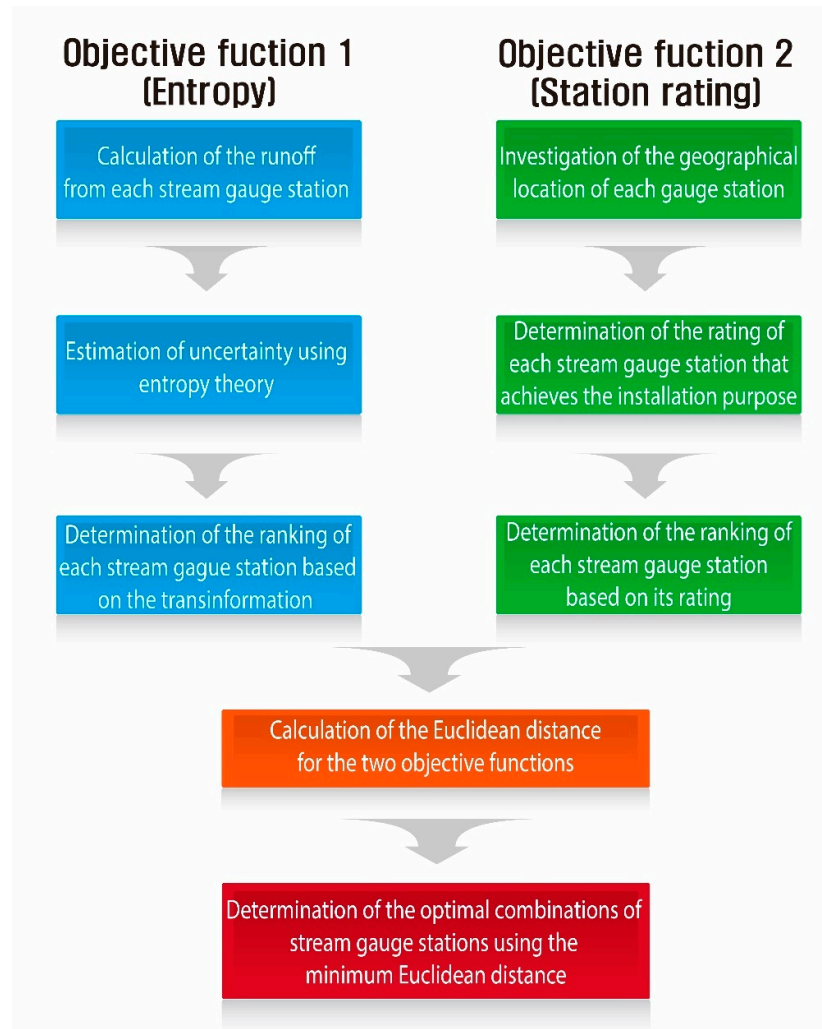 Objective fuction 1
(Entropy)
Calculation of the runoff
from each stream gauge station
Estimation of uncertainty using
entropy theory
Determination of the ranking of
each stream gague station based
on the transinformation
Objective fuction 2
(Station rating)
Investigation of the geographical
location of each gauge station
Determination of the rating of
each stream gauge station that
achieves the installation purpose
Determination of the ranking of
each stream gauge station
based on its rating
Calculation of the Euclidean distance
for the two objective functions
Determination of the optimal combinations of
stream gauge stations using the
minimum Euclidean distance